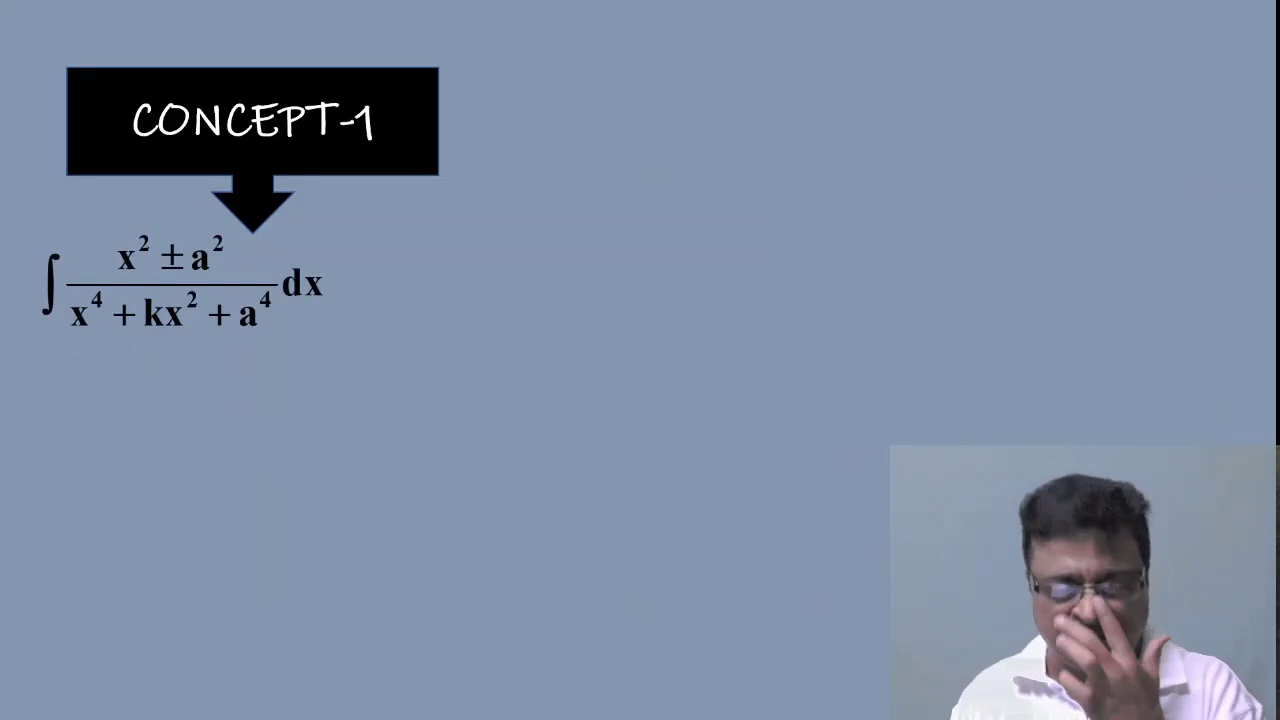 CONCEPT-1
∫ (x² ± a²) / (x⁴ + kx² + a⁴) dx